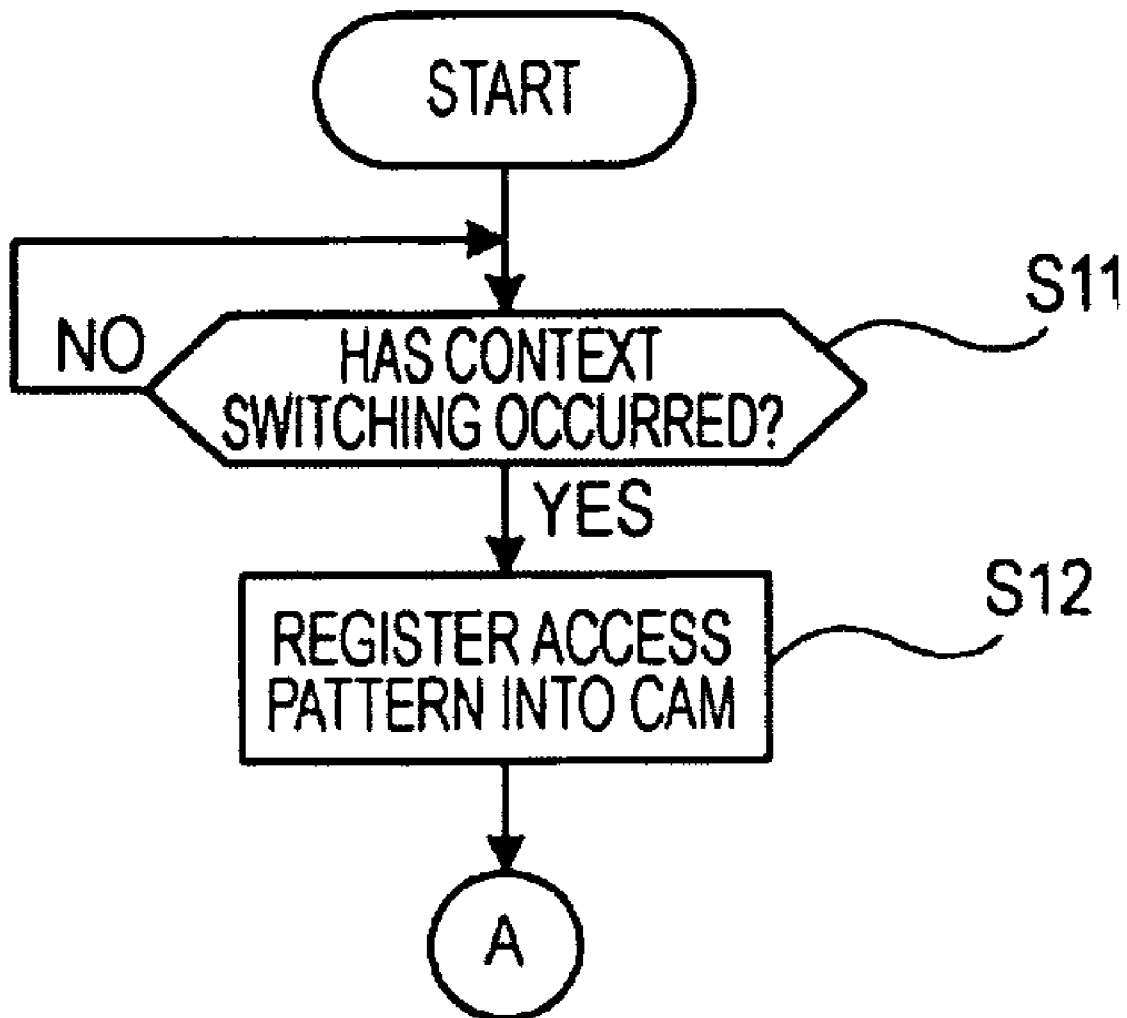 START
S11
NO
HAS CONTEXT
SWITCHING OCCURRED?
YES
S12
REGISTER ACCESS
PATTERN INTO CAM
A